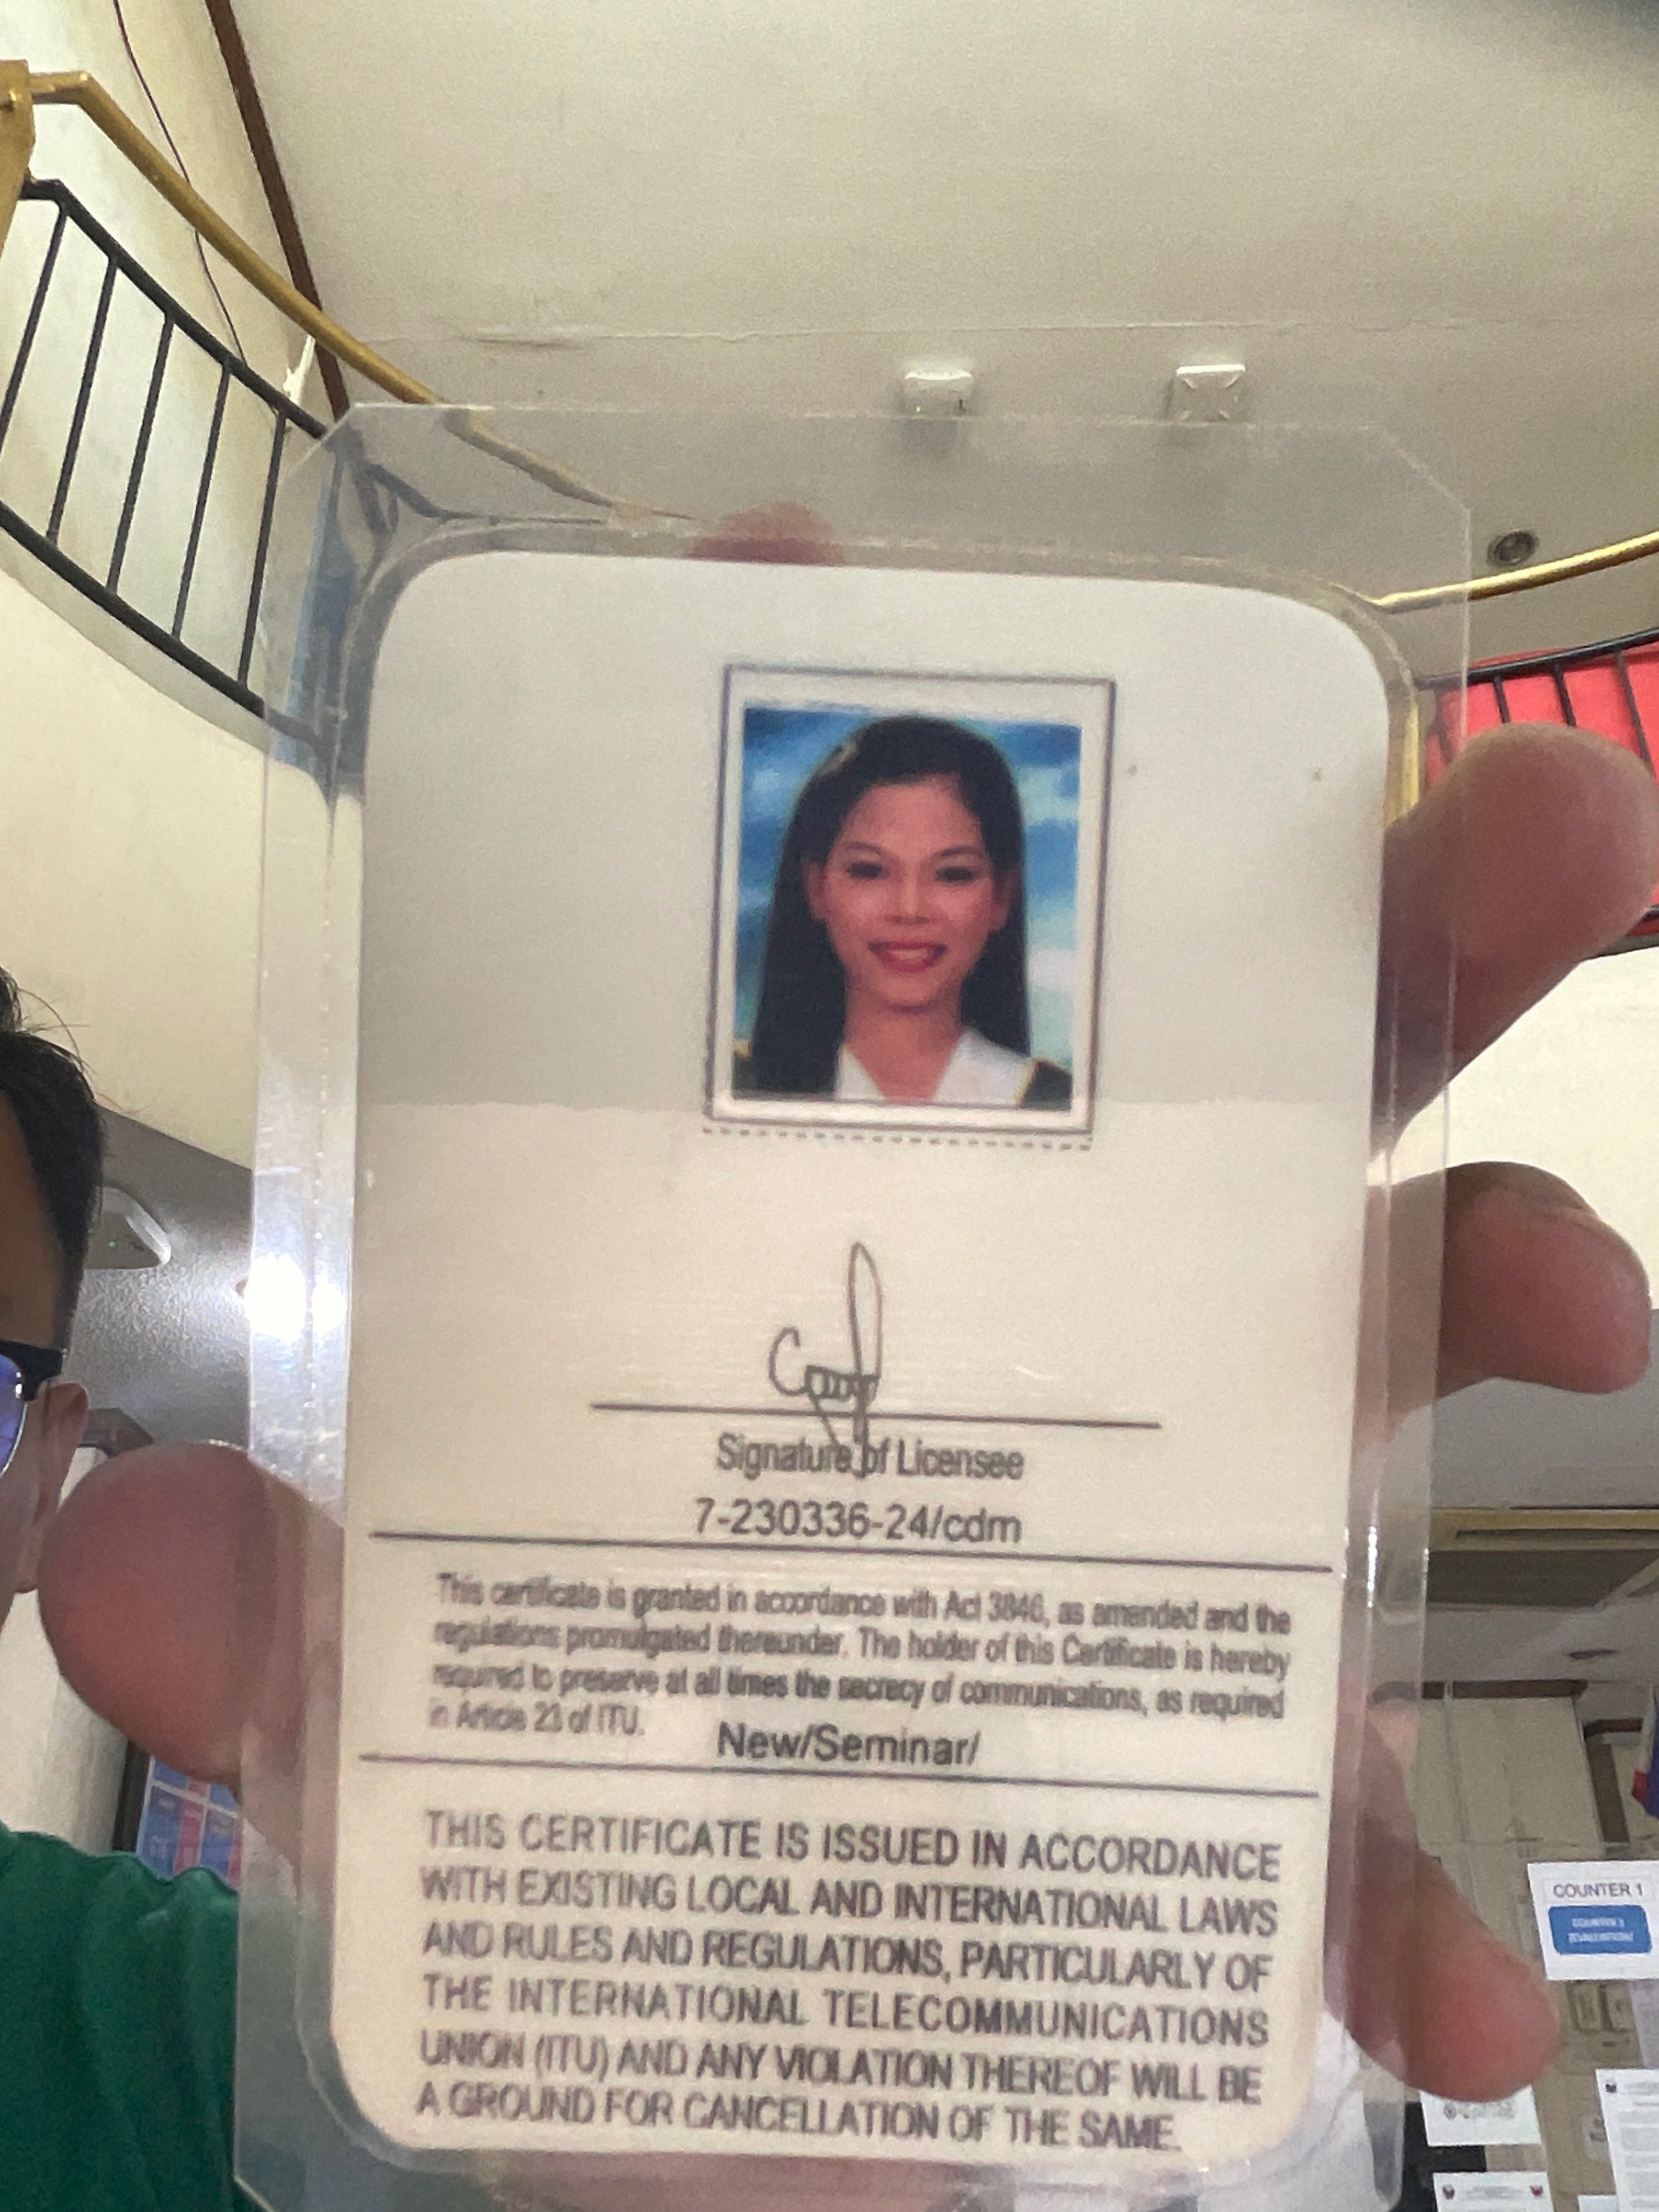 Signature of Licensee
7-230336-24/cdm
This certificate is granted in accordance with Act 3846, as amended and the
regulations promulgated thereunder. The holder of this Certificate is hereby
required to preserve at all times the secrecy of communications, as required
in Article 23 of ITU.
New/Seminar/
THIS CERTIFICATE IS ISSUED IN ACCORDANCE
WITH EXISTING LOCAL AND INTERNATIONAL LAWS
AND RULES AND REGULATIONS, PARTICULARLY OF
THE INTERNATIONAL TELECOMMUNICATIONS
UNION (ITU) AND ANY VIOLATION THEREOF WILL BE
A GROUND FOR CANCELLATION OF THE SAME.
COUNTER 1